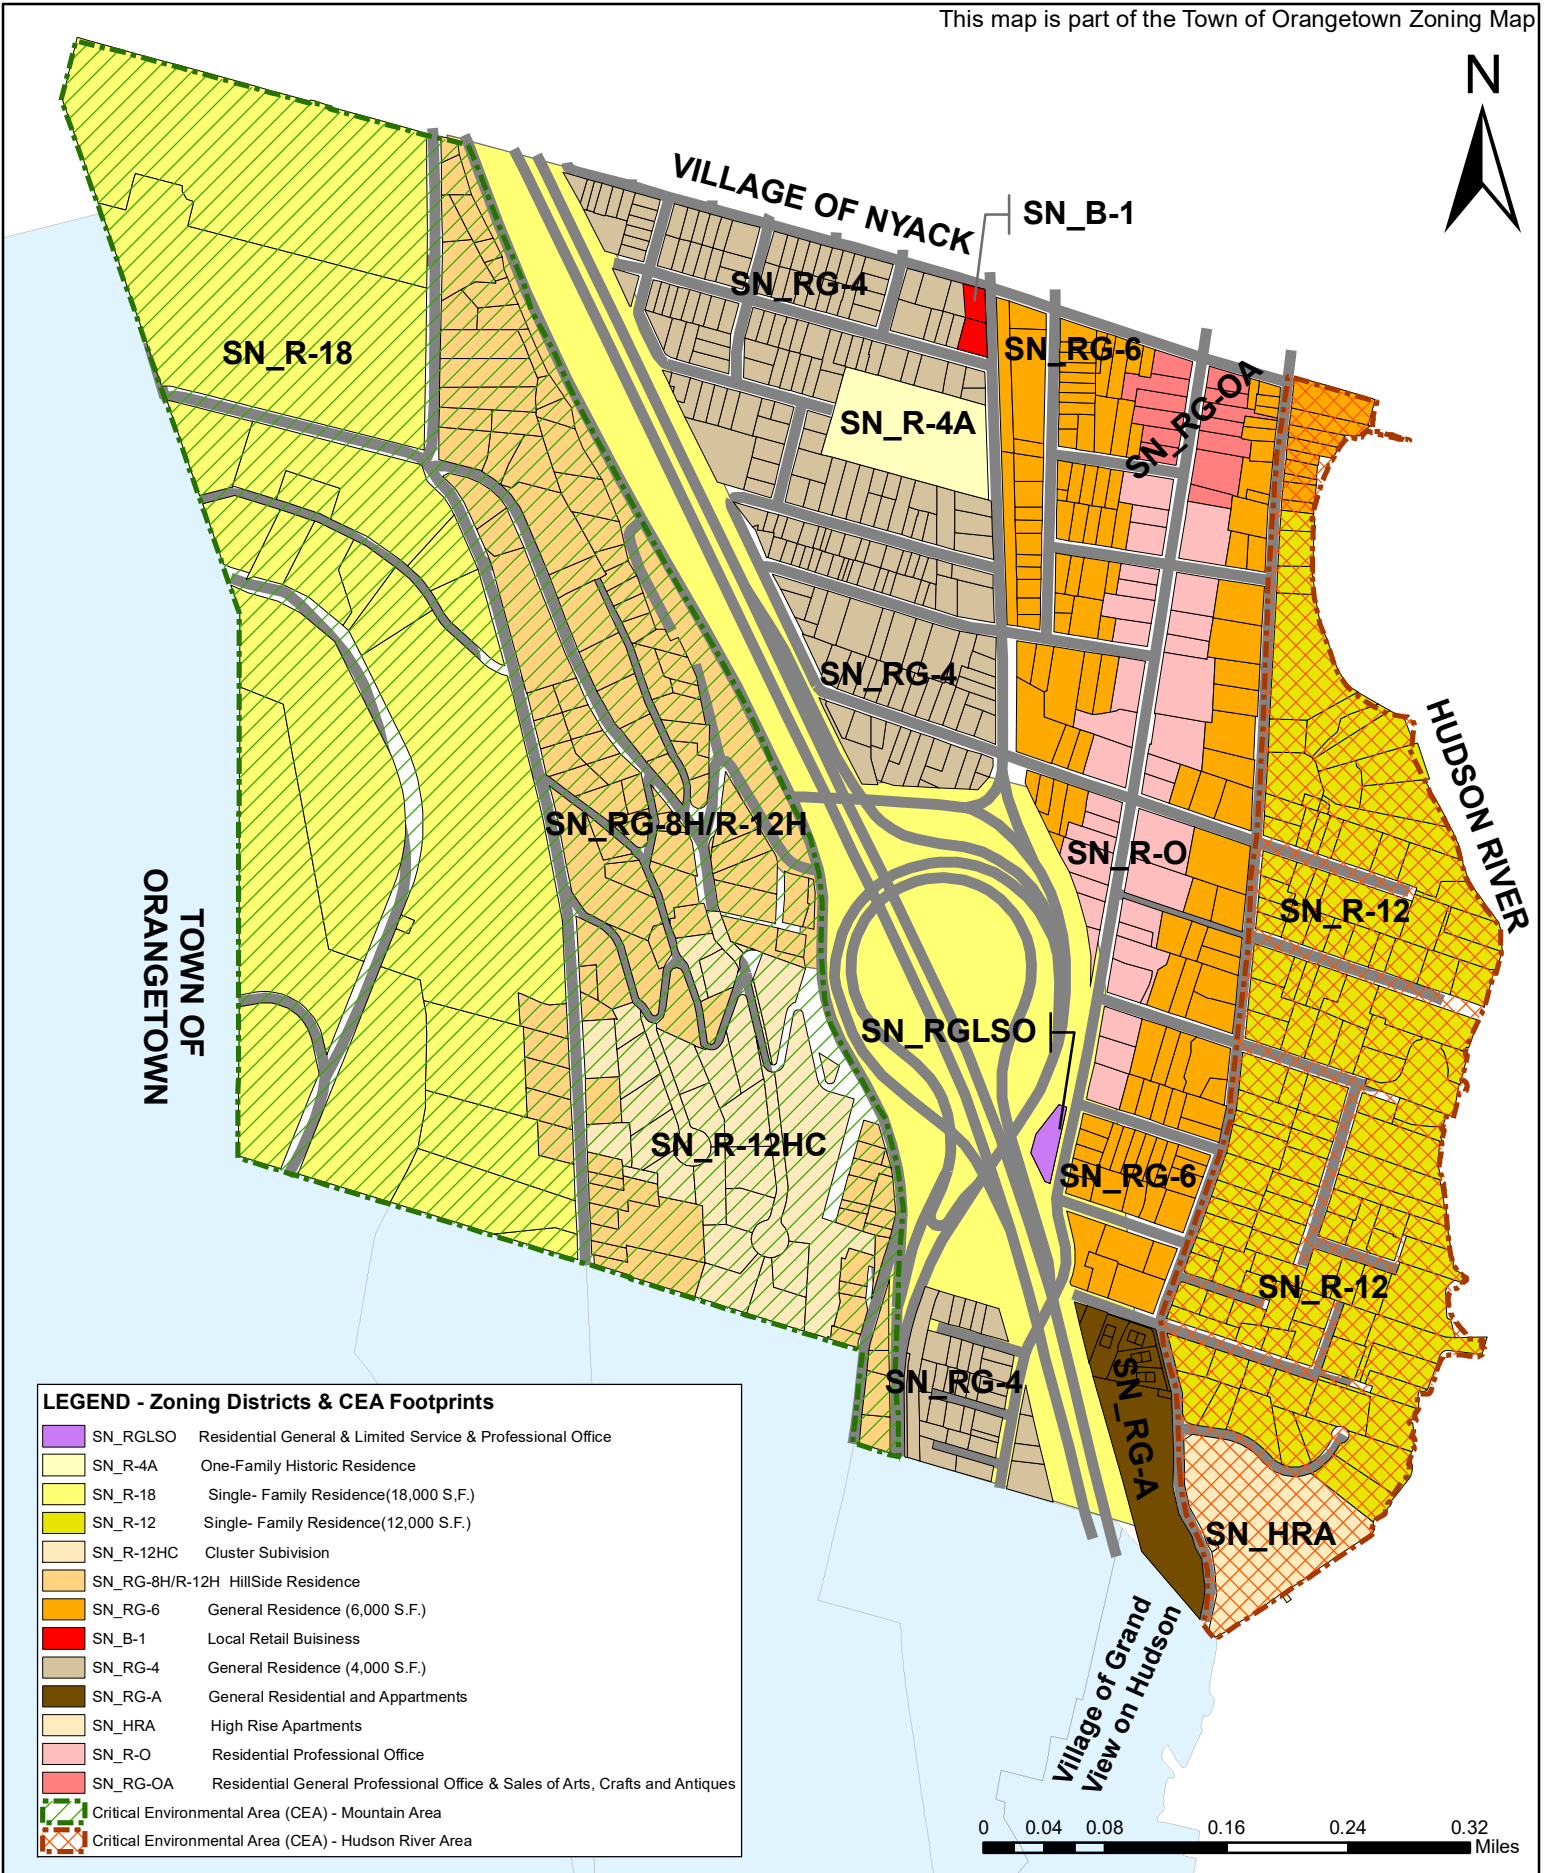 This map is part of the Town of Orangetown Zoning Map
N
VILLAGE OF NYACK
SN_B-1
SN_RG-4
SN_R-18
SN_RG-6
SN_RG-OA
SN_R-4A
SN_RG-4
HUDSON RIVER
SN_RG-8H/R-12H
SN_R-O
SN_R-12
TOWN OF
ORANGETOWN
SN_RGLSO
SN_R-12HC
SN_RG-6
SN_R-12
SN_RG-4
SN_RG-A
SN_HRA
Village of Grand
View on Hudson
LEGEND - Zoning Districts & CEA Footprints
SN_RGLSO Residential General & Limited Service & Professional Office
SN_R-4A One-Family Historic Residence
SN_R-18 Single- Family Residence(18,000 S,F.)
SN_R-12 Single- Family Residence(12,000 S.F.)
SN_R-12HC Cluster Subivision
SN_RG-8H/R-12H HillSide Residence
SN_RG-6 General Residence (6,000 S.F.)
SN_B-1 Local Retail Buisiness
SN_RG-4 General Residence (4,000 S.F.)
SN_RG-A General Residential and Appartments
SN_HRA High Rise Apartments
SN_R-O Residential Professional Office
SN_RG-OA Residential General Professional Office & Sales of Arts, Crafts and Antiques
Critical Environmental Area (CEA) - Mountain Area
Critical Environmental Area (CEA) - Hudson River Area
0 0.04 0.08 0.16 0.24 0.32
Miles